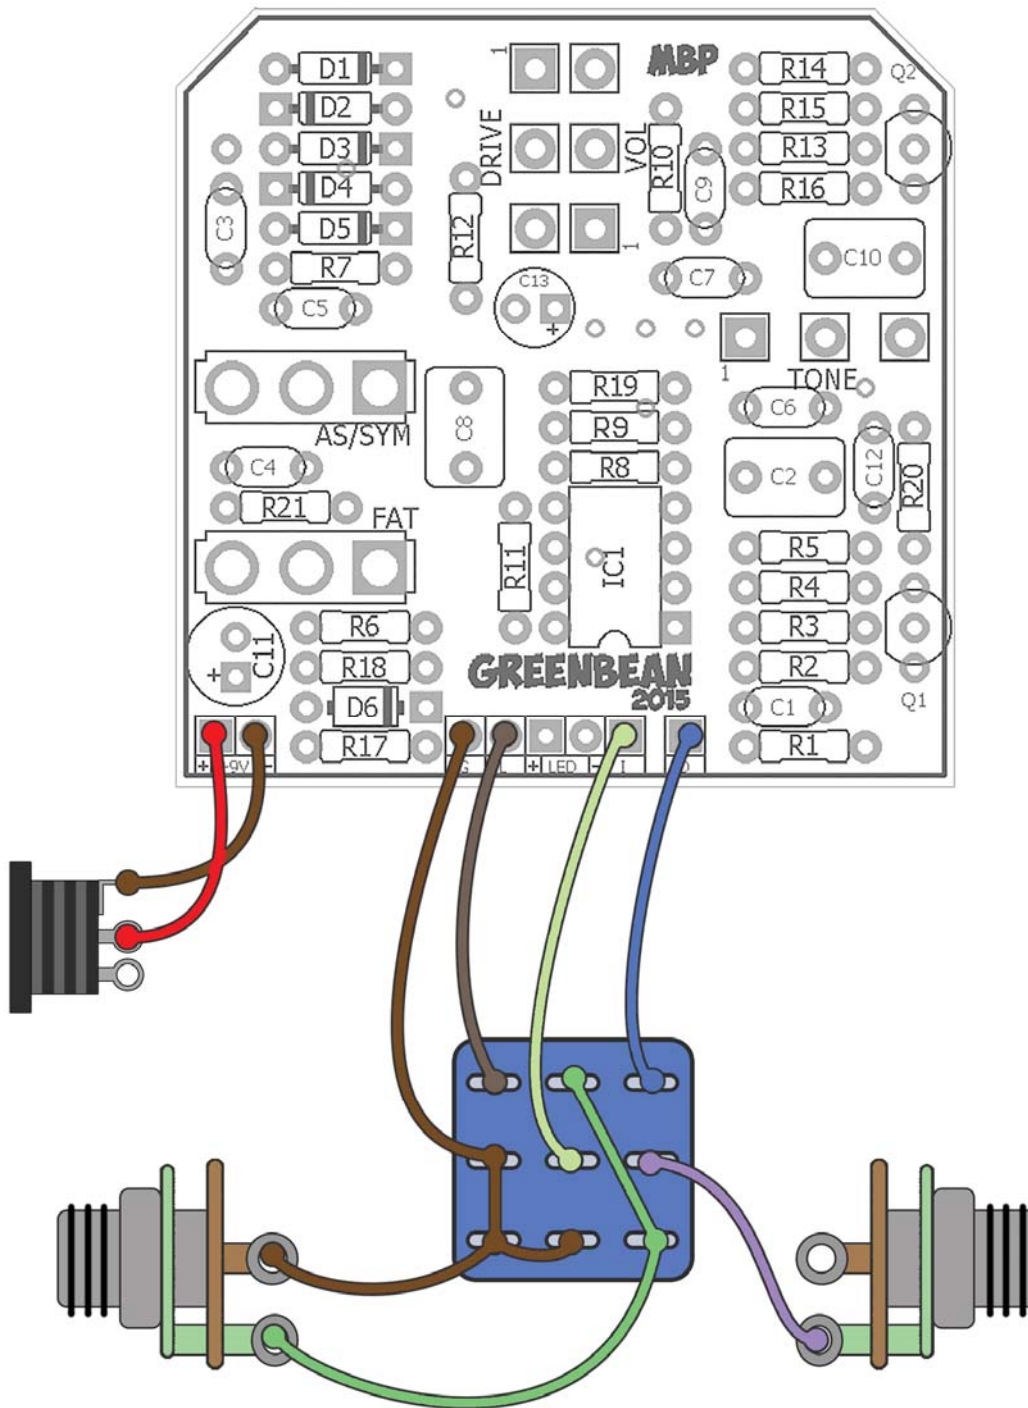 1
MBP
D1
R14
Q2
D2
R15
DRIVE
VOL
R10
D3
R13
C9
D4
R16
C3
R12
D5
1
C10
R7
C7
C13
C5
+
1
TONE
R19
C6
AS/SYM
C8
R9
C4
R8
C2
C12
R20
R21
FAT
R11
IC1
R5
R4
R6
R3
C11
+
R18
GREENBEAN
2015
R2
D6
C1
Q1
R17
R1
+ 9V -
G L + LED - I